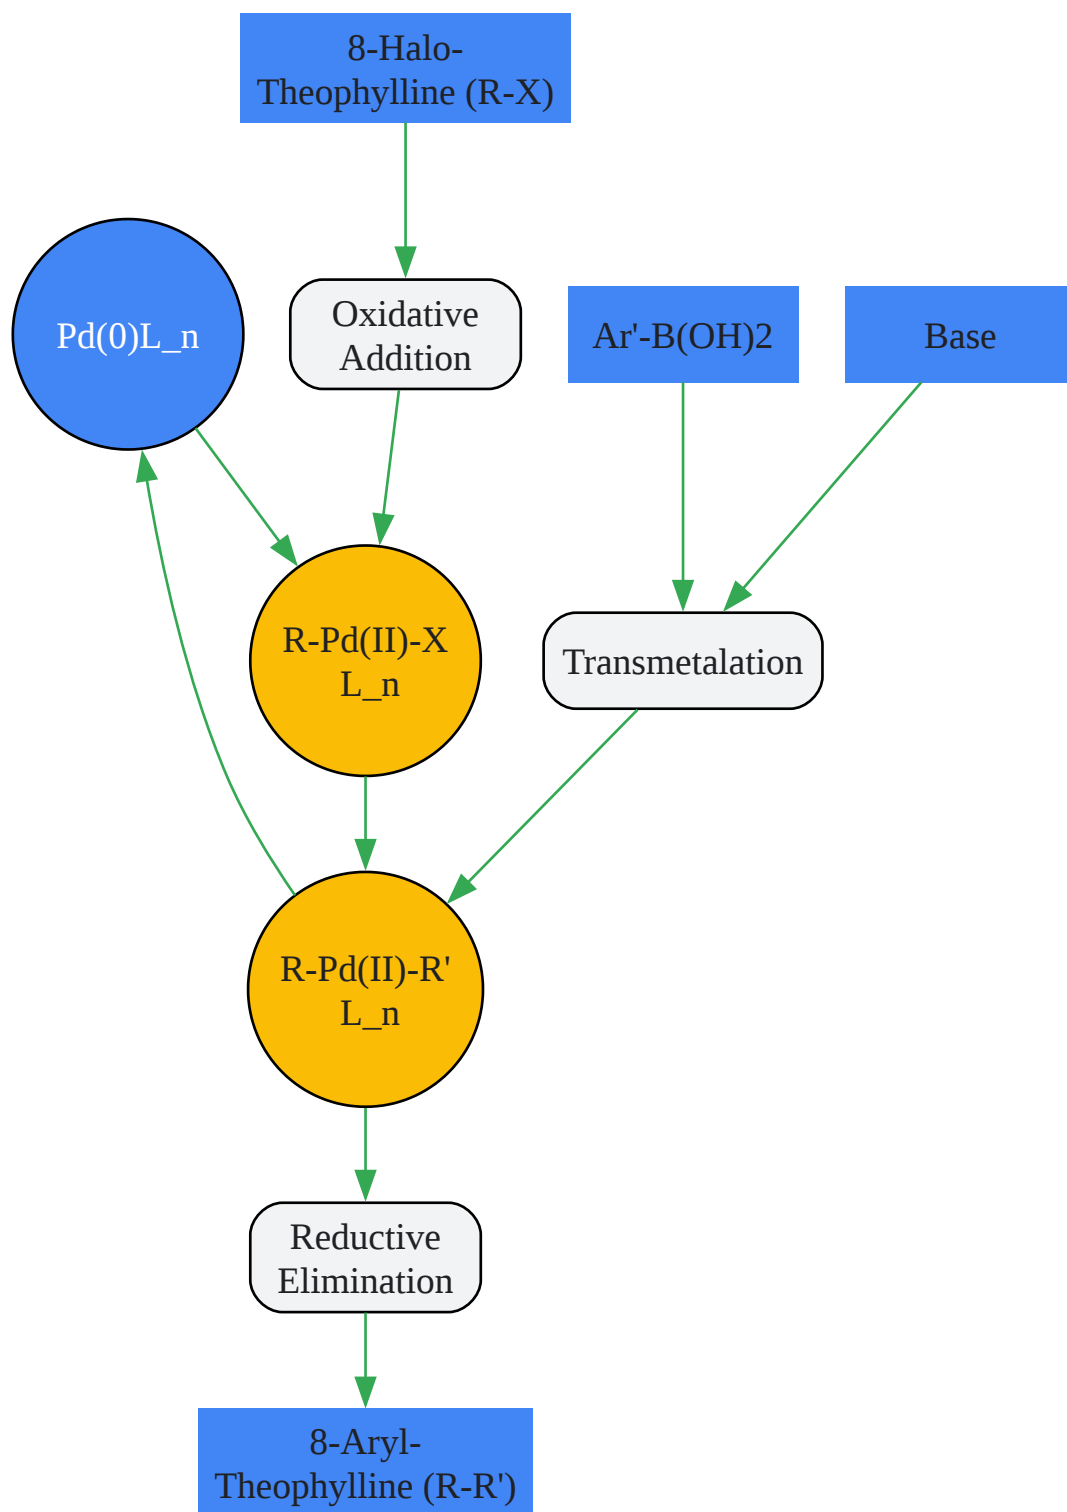 8-Halo-
Theophylline (R-X)
Pd(0)L_n
Oxidative
Addition
Ar'-B(OH)2
Base
R-Pd(II)-X
L_n
Transmetalation
R-Pd(II)-R'
L_n
Reductive
Elimination
8-Aryl-
Theophylline (R-R')